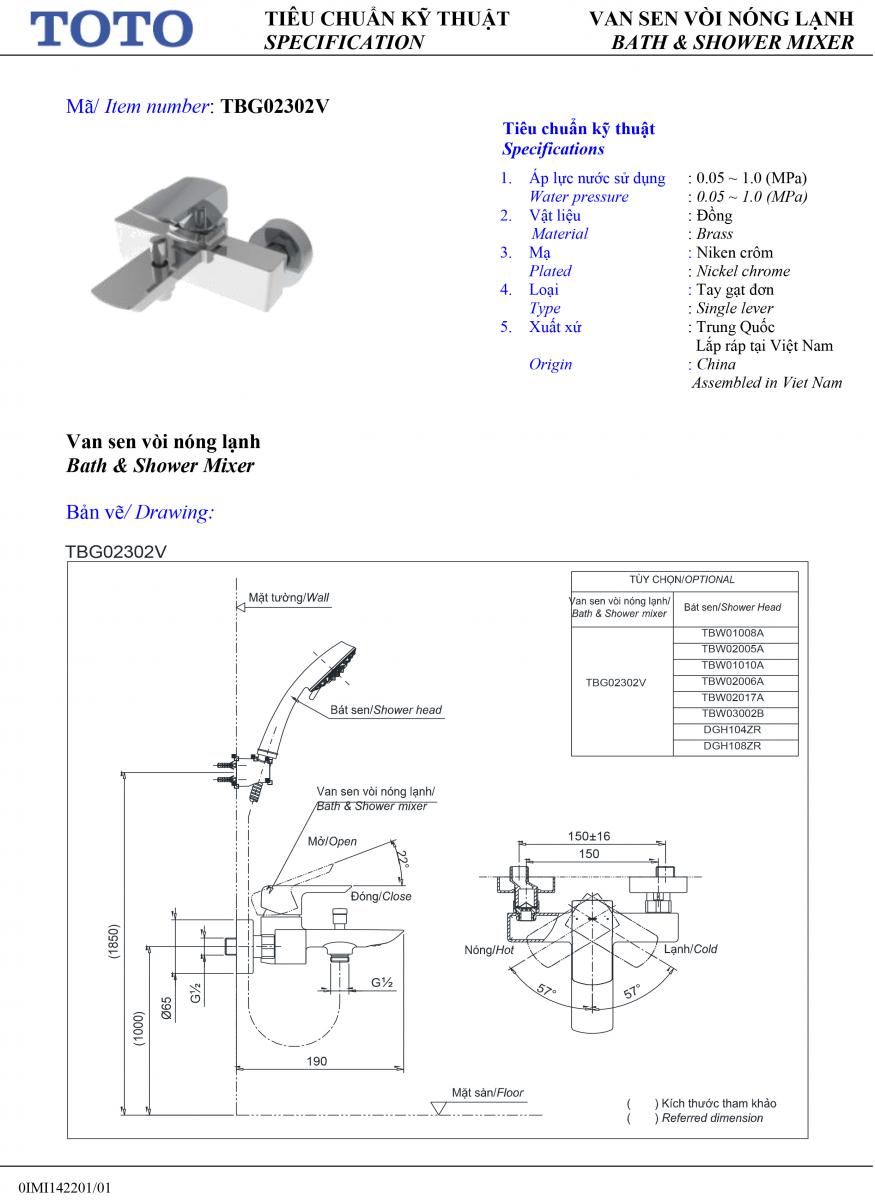 TOTO
TIÊU CHUẨN KỸ THUẬT
SPECIFICATION
VAN SEN VÒI NÓNG LẠNH
BATH & SHOWER MIXER
Mã/ Item number: TBG02302V
Tiêu chuẩn kỹ thuật
Specifications
1. Áp lực nước sử dụng : 0.05 ~ 1.0 (MPa)
Water pressure : 0.05 ~ 1.0 (MPa)
2. Vật liệu : Đồng
Material : Brass
3. Mạ : Niken crôm
Plated : Nickel chrome
4. Loại : Tay gạt đơn
Type : Single lever
5. Xuất xứ : Trung Quốc
Lắp ráp tại Việt Nam
Origin : China
Assembled in Viet Nam
Van sen vòi nóng lạnh
Bath & Shower Mixer
Bản vẽ/ Drawing:
TBG02302V
TÙY CHỌN/OPTIONAL
Van sen vòi nóng lạnh/
Bath & Shower mixer
Bát sen/Shower Head
TBG02302V
TBW01008A
TBW02005A
TBW01010A
TBW02006A
TBW02017A
TBW03002B
DGH104ZR
DGH108ZR
Mặt tường/Wall
Bát sen/Shower head
Van sen vòi nóng lạnh/
Bath & Shower mixer
Mở/Open
22°
Đóng/Close
(1850)
(1000)
Ø65
G½
G½
190
150±16
150
Nóng/Hot
Lạnh/Cold
57°
57°
Mặt sàn/Floor
( ) Kích thước tham khảo
( ) Referred dimension
0IMI142201/01